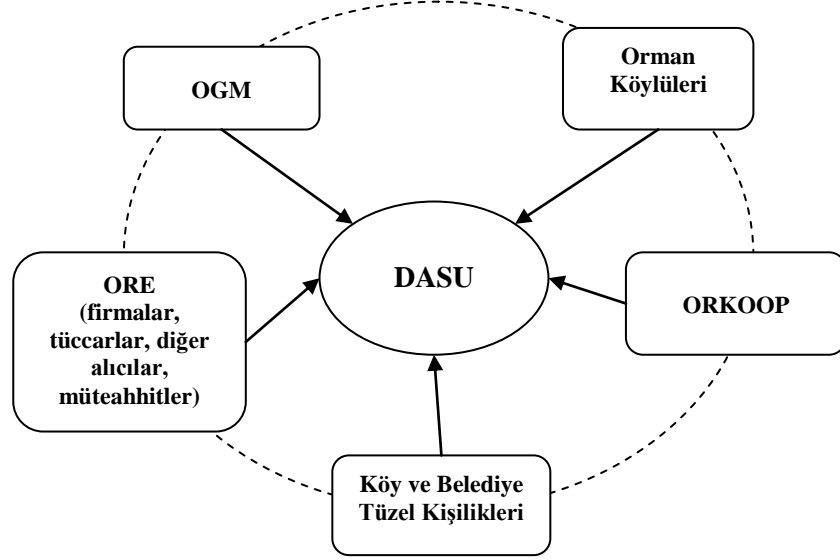 OGM
Orman
Köylüleri
DASU
ORE
(firmalar,
tüccarlar, diğer
alıcılar,
müteahhitler)
ORKOOP
Köy ve Belediye
Tüzel Kişilikleri